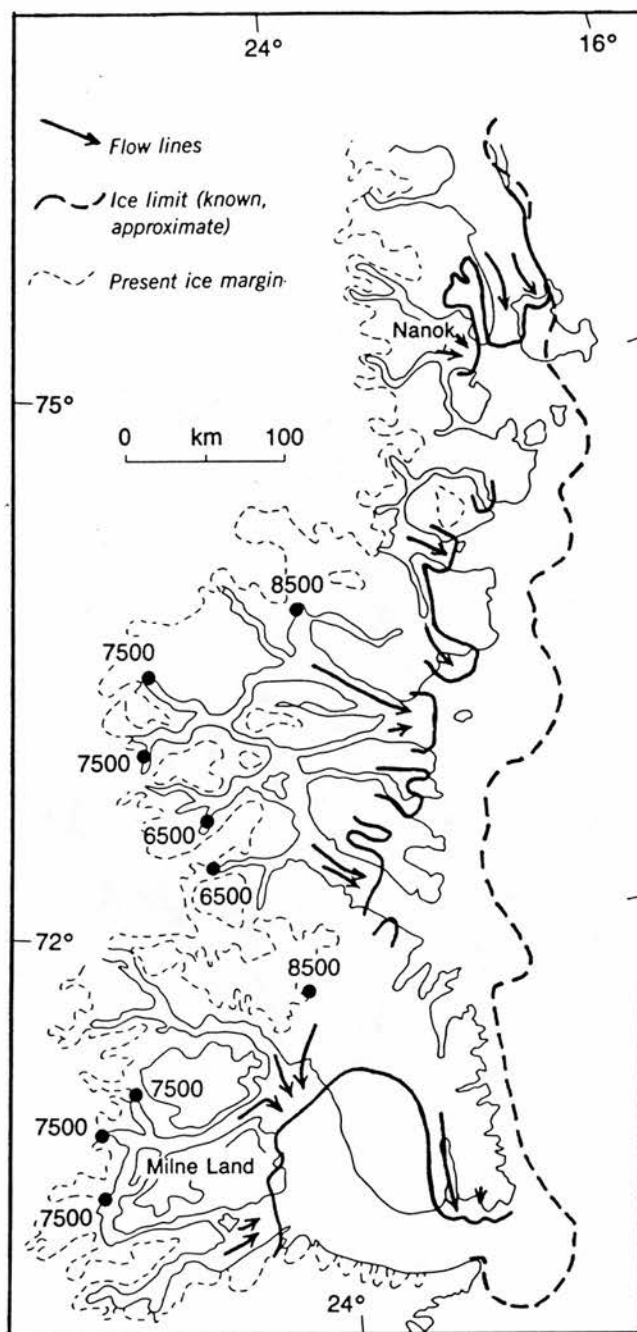 24° 16°
Flow lines
Ice limit (known,
approximate)
Present ice margin
Nanok
75°
0 km 100
8500
7500
7500
6500
6500
72°
8500
7500
7500
Milne Land
7500
24°